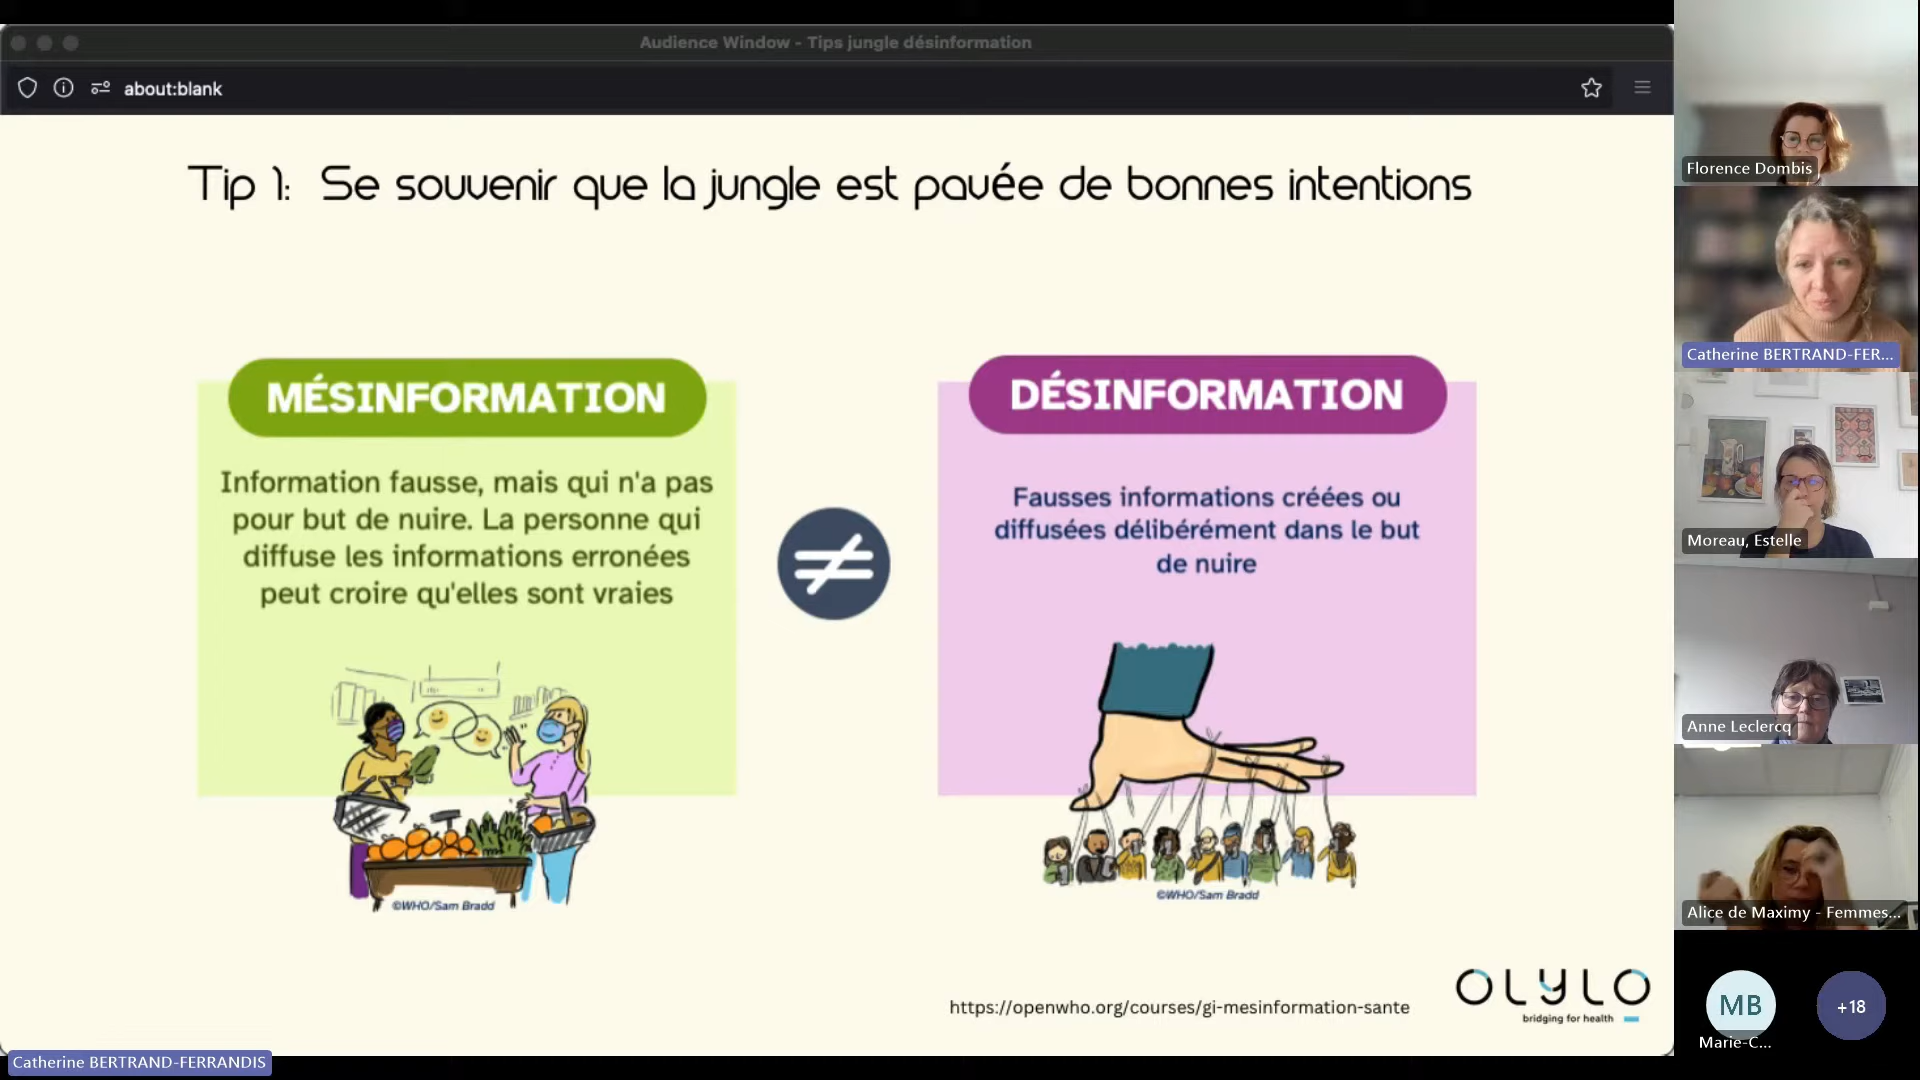 Audience Window - Tips jungle désinformation
about:blank
Tip 1: Se souvenir que la jungle est pavée de bonnes intentions
MÉSINFORMATION
Information fausse, mais qui n'a pas
pour but de nuire. La personne qui
diffuse les informations erronées
peut croire qu'elles sont vraies
©WHO/Sam Bradd
DÉSINFORMATION
Fausses informations créées ou
diffusées délibérément dans le but
de nuire
©WHO/Sam Bradd
https://openwho.org/courses/gi-mesinformation-sante
OLYLO
bridging for health
Catherine BERTRAND-FERRANDIS
Florence Dombis
Catherine BERTRAND-FER...
Moreau, Estelle
Anne Leclercq
Alice de Maximy - Femmes...
MB
Marie-C...
+18